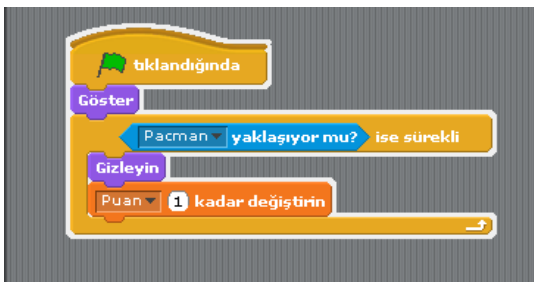 tıklandığında
Göster
Pacman yaklaşıyor mu? ise sürekli
Gizleyin
Puan 1 kadar değiştirin